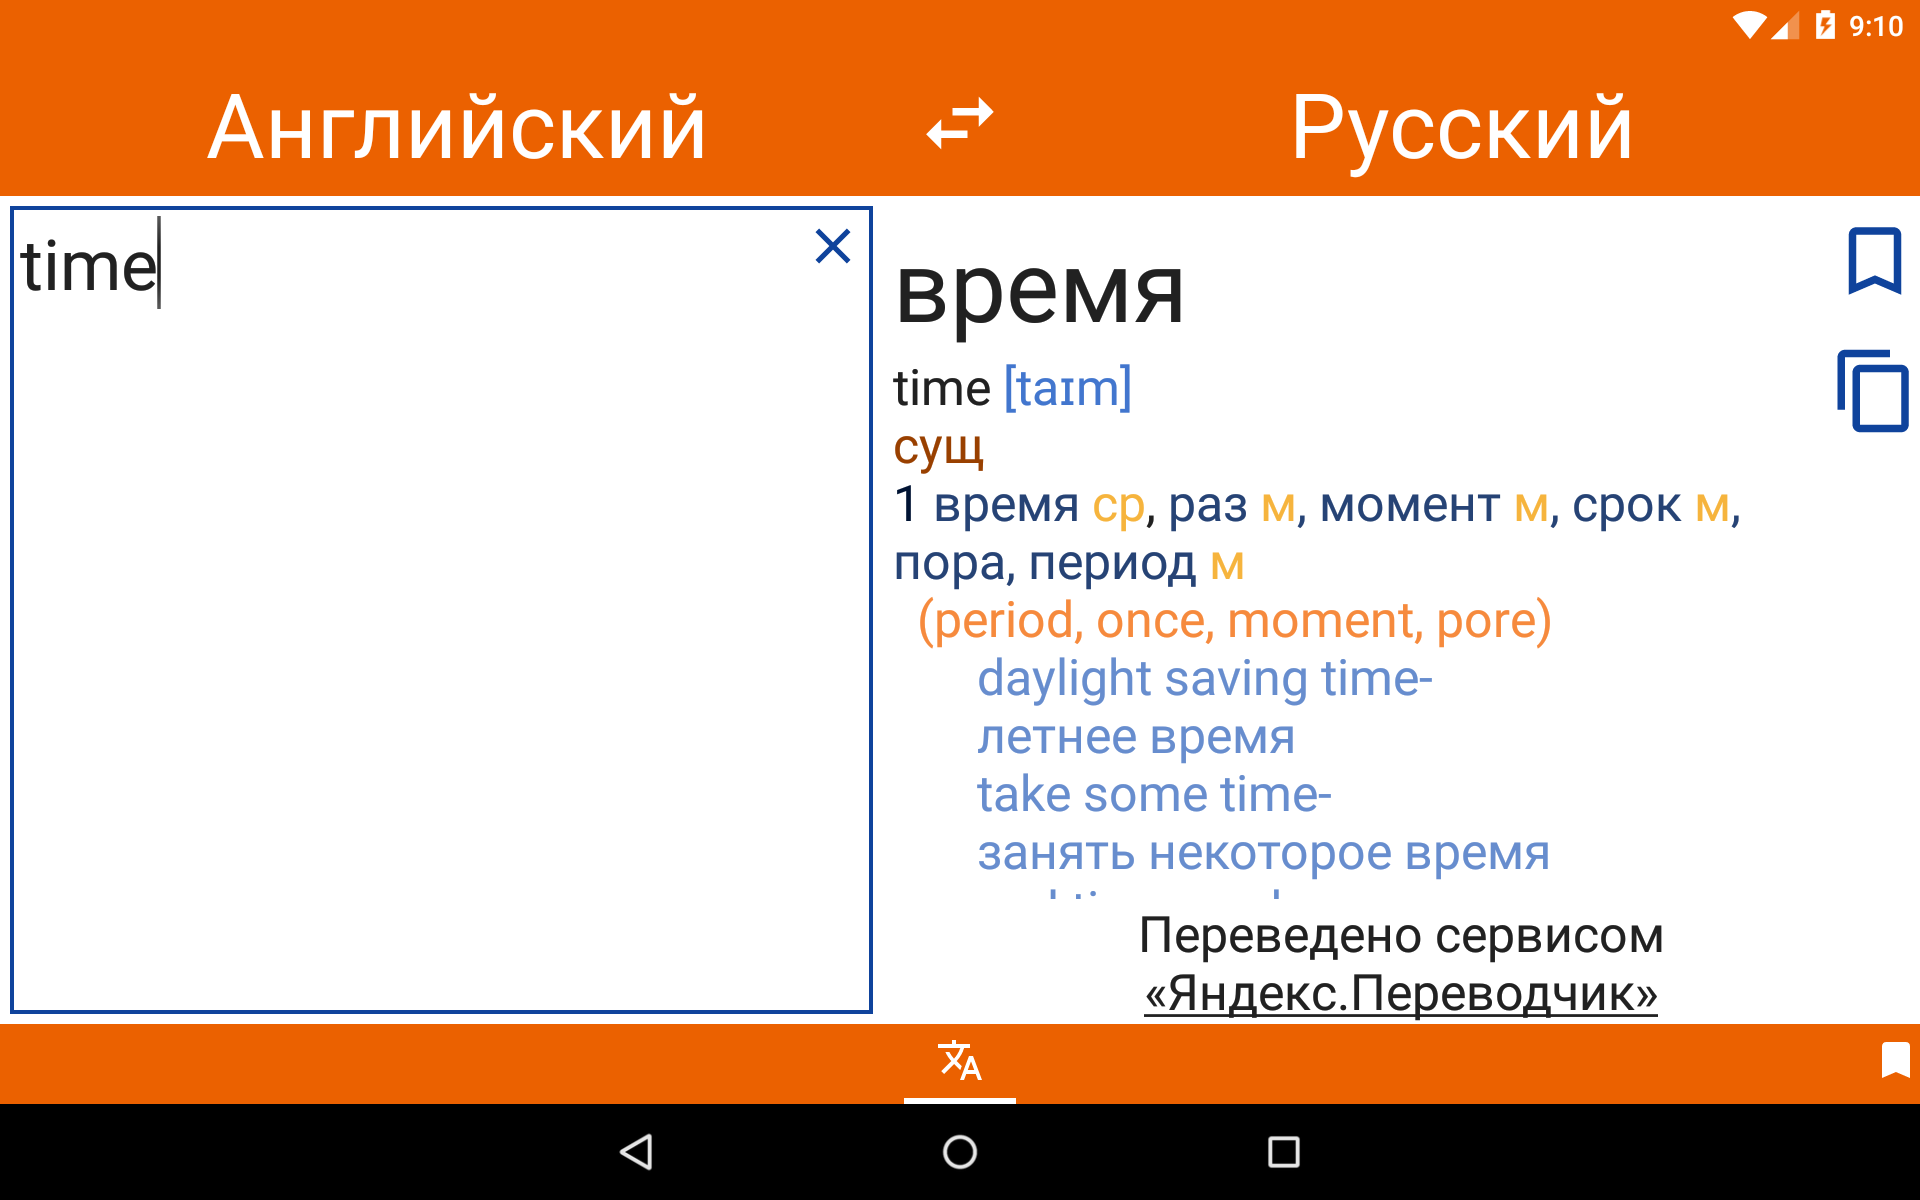 9:10
Английский
Русский
time
время
time [taɪm]
сущ
1 время ср, раз м, момент м, срок м,
пора, период м
(period, once, moment, pore)
daylight saving time-
летнее время
take some time-
занять некоторое время
Переведено сервисом
«Яндекс.Переводчик»